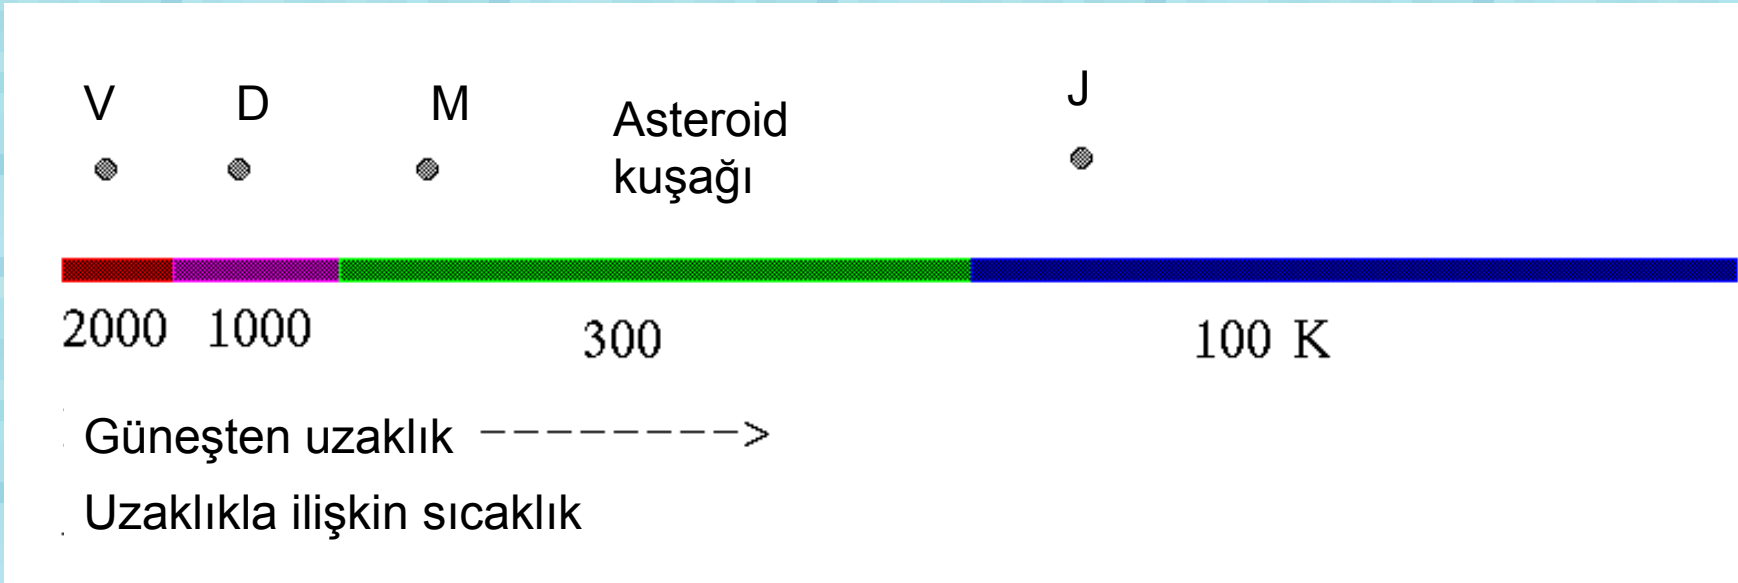 V D M Asteroid kuşağı J
2000 1000 300 100 K
Güneşten uzaklık -------->
Uzaklıkla ilişkin sıcaklık